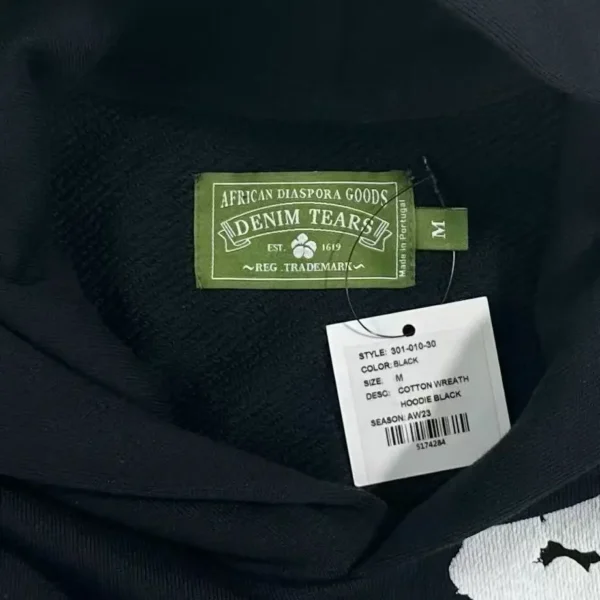 AFRICAN DIASPORA GOODS
DENIM TEARS
EST. 1619
~REG .TRADEMARK~
Made in Portugal
M
STYLE: 301-010-30
COLOR: BLACK
SIZE: M
DESC: COTTON WREATH
HOODIE BLACK
SEASON: AW23
5174284